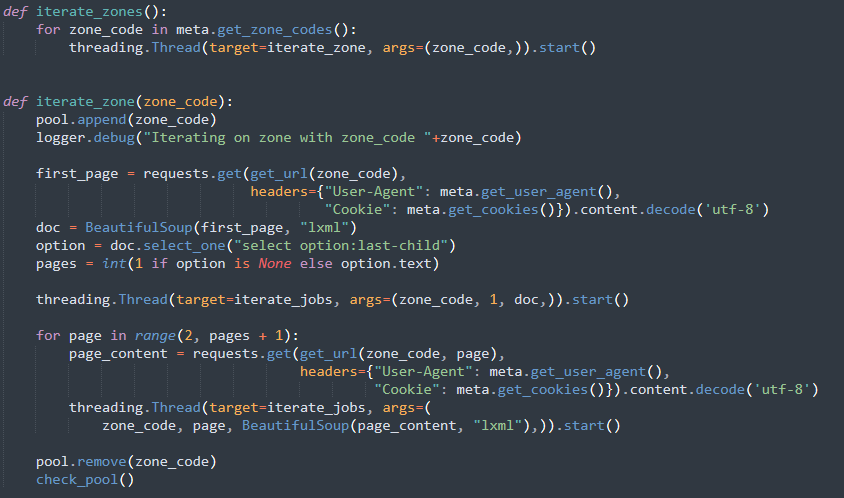 def iterate_zones():
    for zone_code in meta.get_zone_codes():
        threading.Thread(target=iterate_zone, args=(zone_code,)).start()
def iterate_zone(zone_code):
    pool.append(zone_code)
    logger.debug("Iterating on zone with zone_code "+zone_code)
    first_page = requests.get(get_url(zone_code),
                              headers={"User-Agent": meta.get_user_agent(),
                                       "Cookie": meta.get_cookies()}).content.decode('utf-8')
    doc = BeautifulSoup(first_page, "lxml")
    option = doc.select_one("select option:last-child")
    pages = int(1 if option is None else option.text)
    threading.Thread(target=iterate_jobs, args=(zone_code, 1, doc,)).start()
    for page in range(2, pages + 1):
        page_content = requests.get(get_url(zone_code, page),
                                    headers={"User-Agent": meta.get_user_agent(),
                                             "Cookie": meta.get_cookies()}).content.decode('utf-8')
        threading.Thread(target=iterate_jobs, args=(
            zone_code, page, BeautifulSoup(page_content, "lxml"),)).start()
    pool.remove(zone_code)
    check_pool()